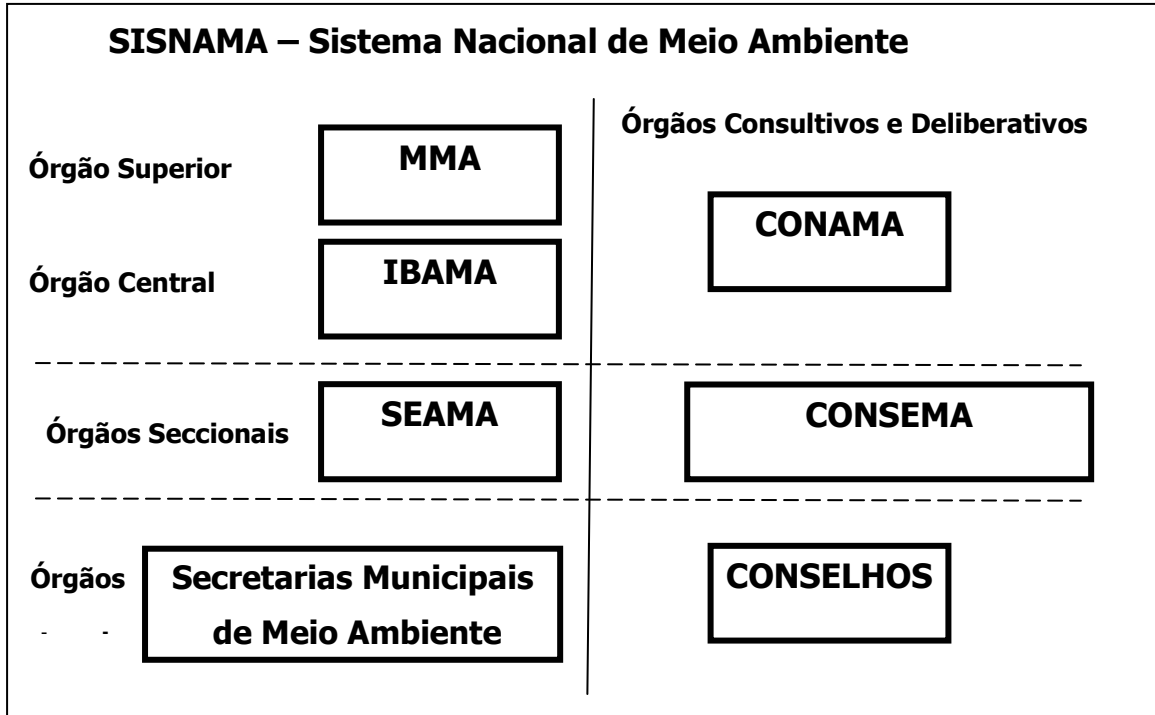 SISNAMA – Sistema Nacional de Meio Ambiente
Órgãos Consultivos e Deliberativos
Órgão Superior
MMA
CONAMA
Órgão Central
IBAMA
Órgãos Seccionais
SEAMA
CONSEMA
Órgãos
Secretarias Municipais
de Meio Ambiente
CONSELHOS